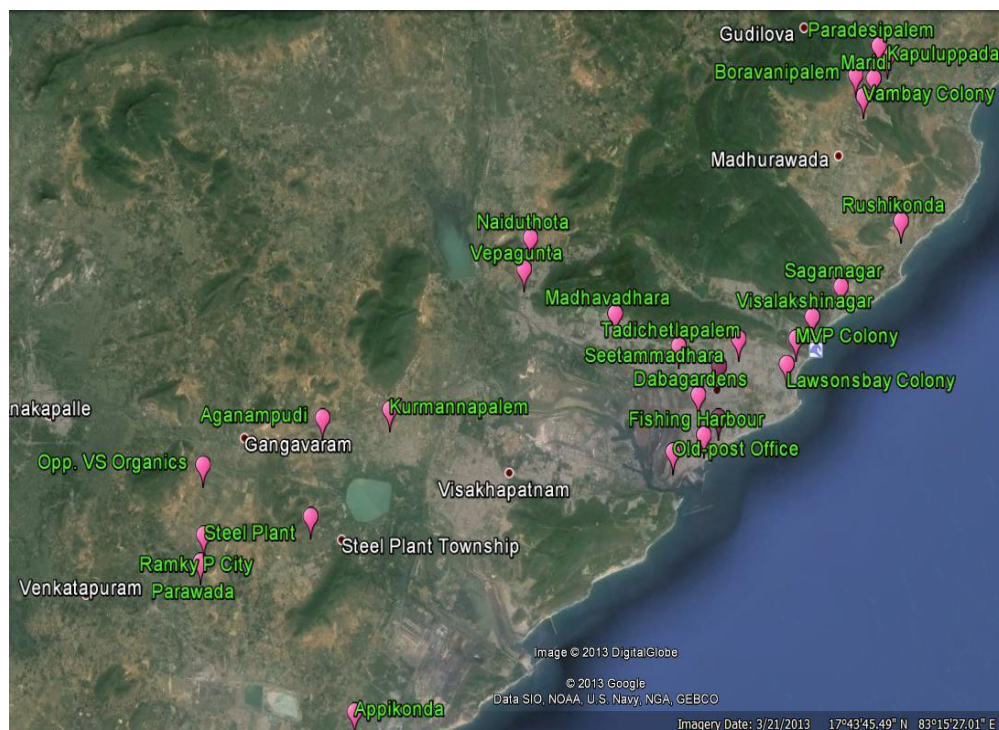 Gudilova
Paradesipalem
Kapuluppada
Maridi
Boravanipalem
Vambay Colony
Madhurawada
Rushikonda
Naiduthota
Vepagunta
Sagarnagar
Madhavadhara
Visalakshinagar
Tadichetlapalem
MVP Colony
Seetammadhara
Dabagardens
Lawsonsbay Colony
nakapalle
Aganampudi
Kurmannapalem
Fishing Harbour
Gangavaram
Old-post Office
Opp. VS Organics
Visakhapatnam
Steel Plant
Steel Plant Township
Ramky P City
Venkatapuram
Parawada
Image © 2013 DigitalGlobe
© 2013 Google
Data SIO, NOAA, U.S. Navy, NGA, GEBCO
Appikonda
Imagery Date: 3/21/2013 17°43'45.49" N 83°15'27.01" E